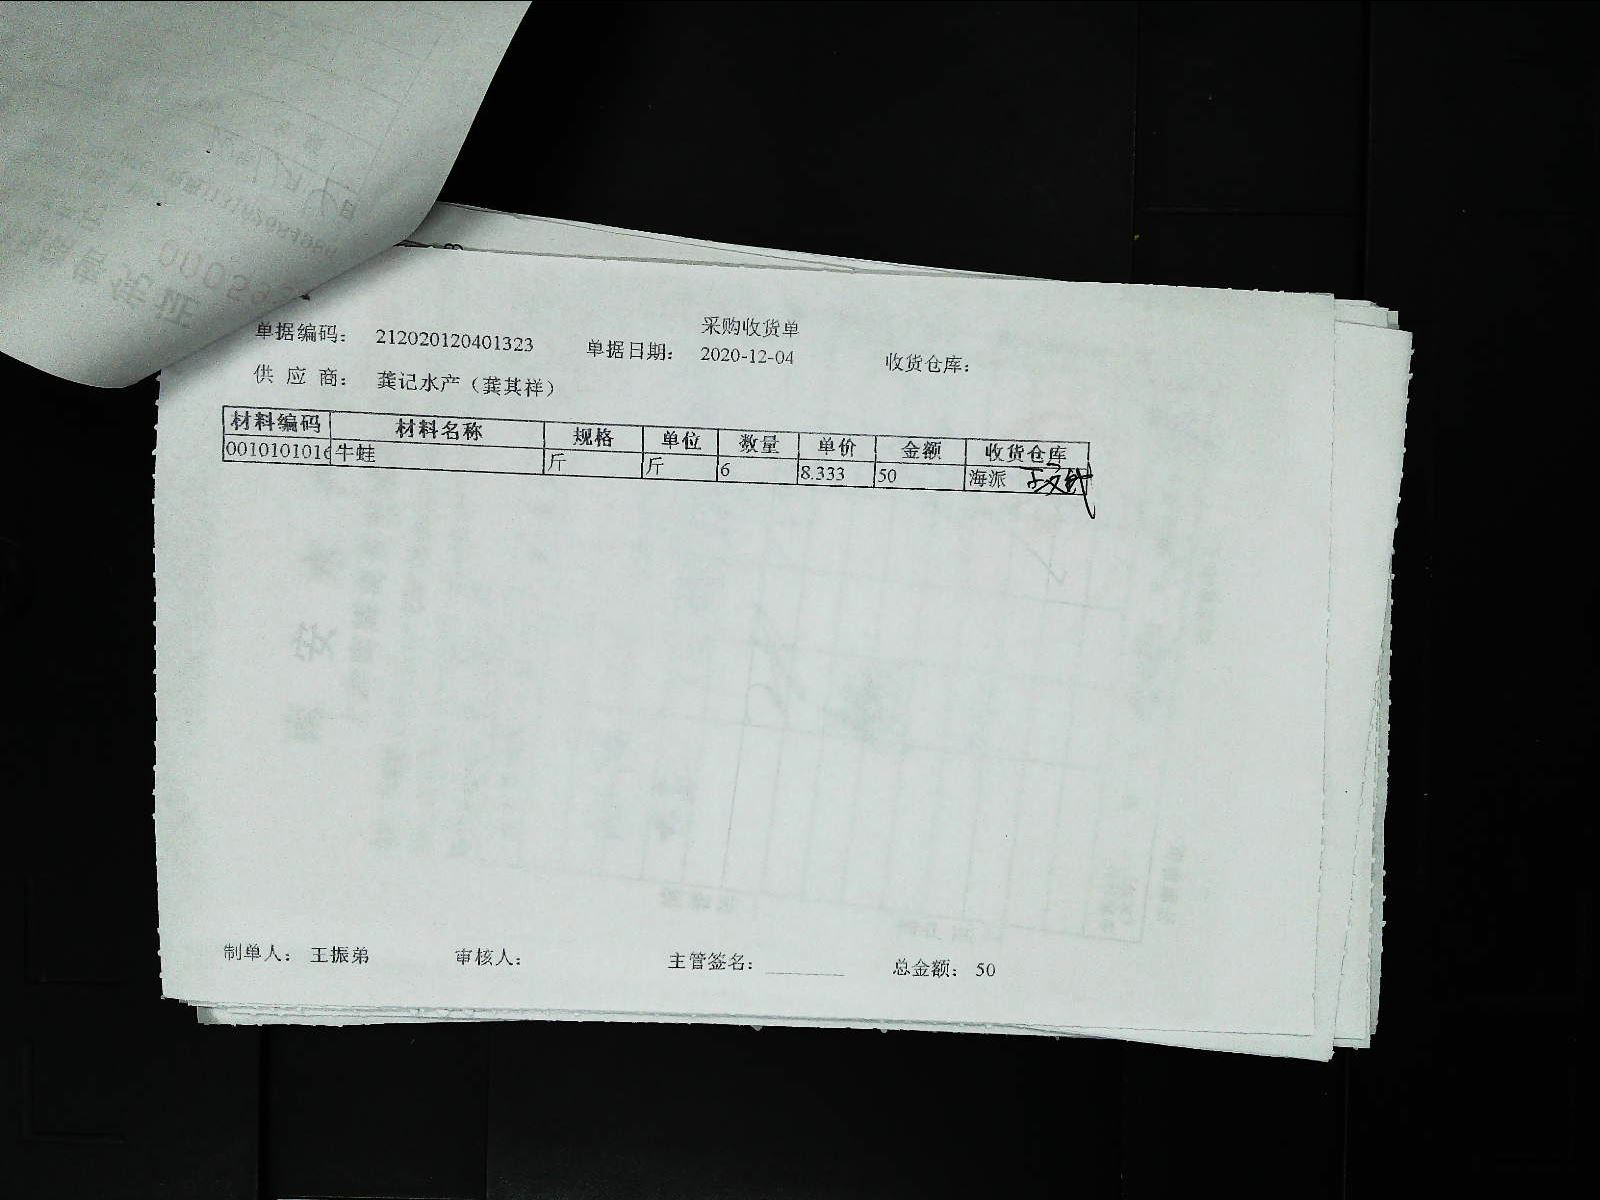 采购收货单
单据编码： 212020120401323 单据日期： 2020-12-04 收货仓库：
供 应 商： 龚记水产（龚其祥）
材料编码 材料名称 规格 单位 数量 单价 金额 收货仓库
001010101 牛蛙 斤 斤 6 8.333 50 海派
制单人： 王振弟 审核人： 主管签名： 总金额： 50